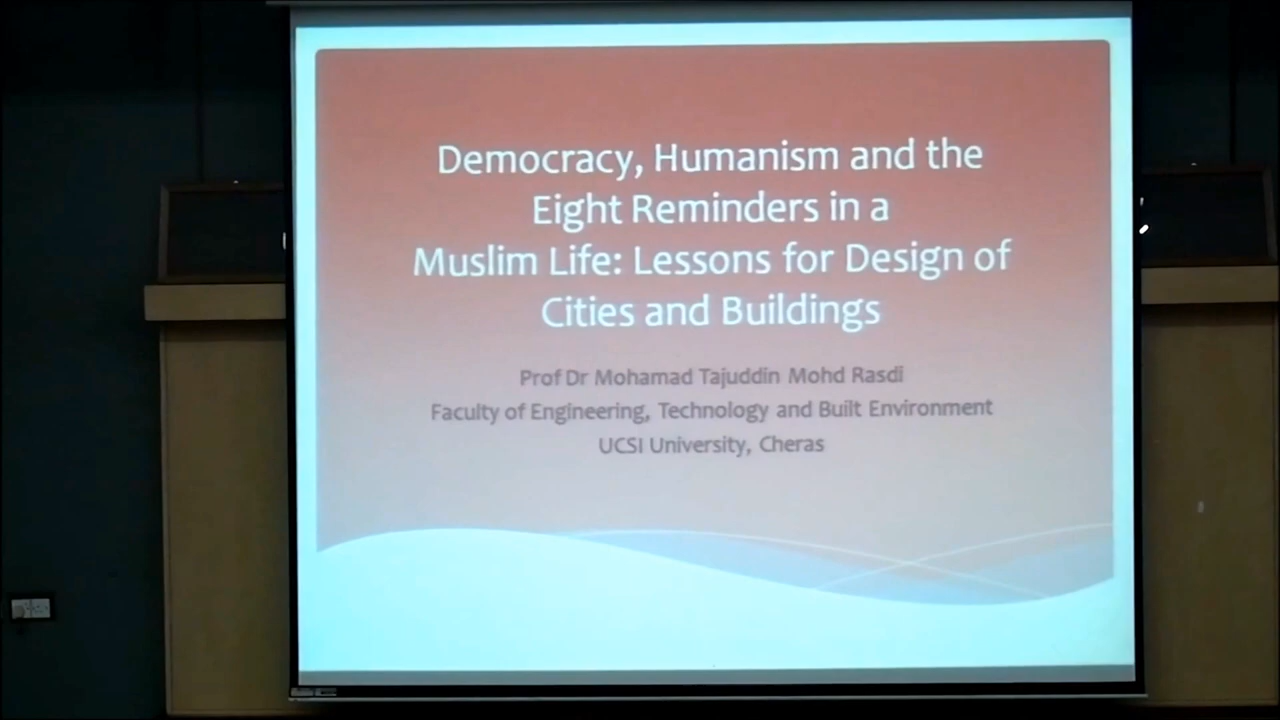 Democracy, Humanism and the
Eight Reminders in a
Muslim Life: Lessons for Design of
Cities and Buildings
Prof Dr Mohamad Tajuddin Mohd Rasdi
Faculty of Engineering, Technology and Built Environment
UCSI University, Cheras